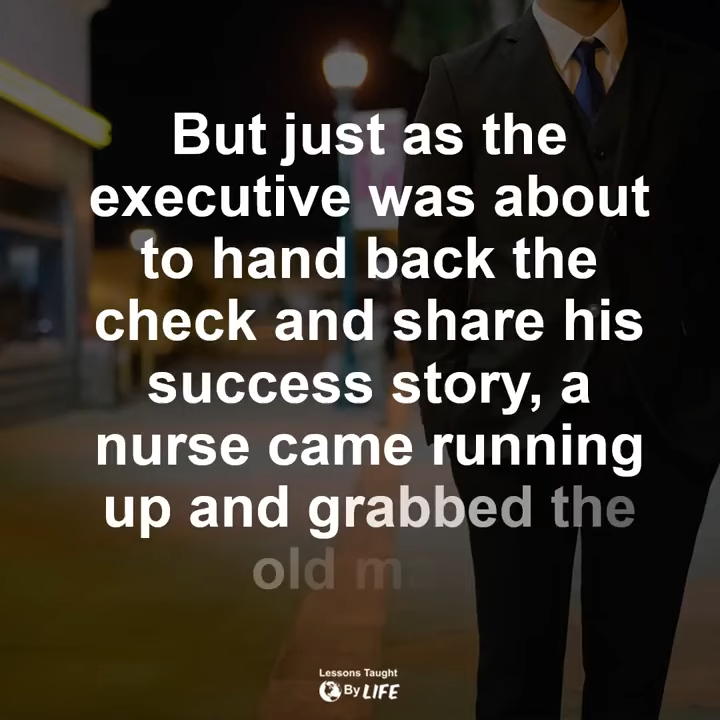 But just as the
executive was about
to hand back the
check and share his
success story, a
nurse came running
up and grabbed the
old
Lessons Taught
By LIFE